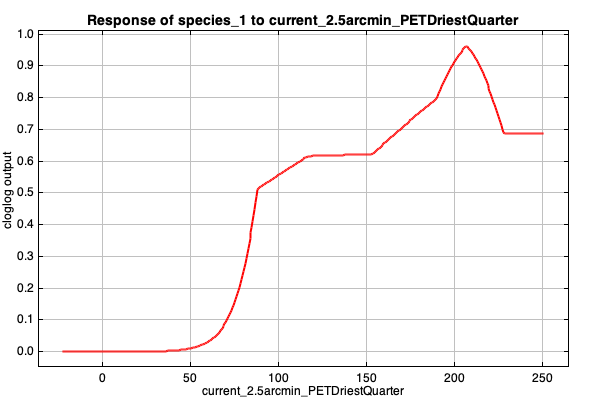 Response of species_1 to current_2.5arcmin_PETDriestQuarter
1.0
0.9
0.8
0.7
0.6
0.5
0.4
0.3
0.2
0.1
0.0
cloglog output
0 50 100 150 200 250
current_2.5arcmin_PETDriestQuarter